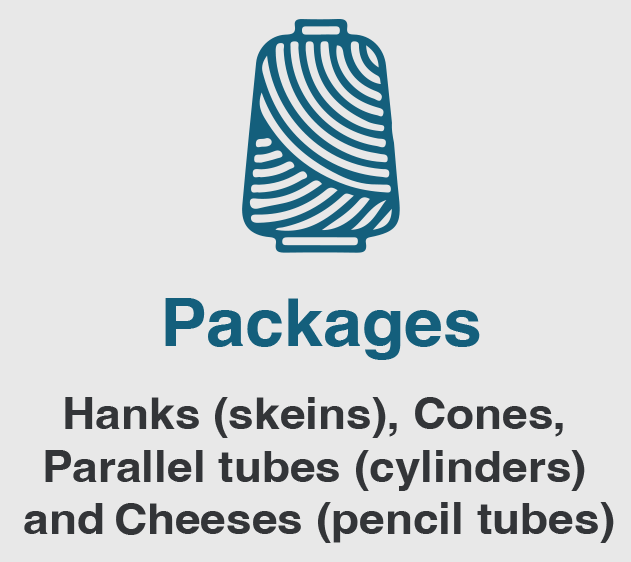 Packages
Hanks (skeins), Cones,
Parallel tubes (cylinders)
and Cheeses (pencil tubes)